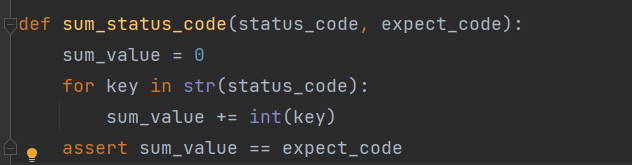 def sum_status_code(status_code, expect_code):
    sum_value = 0
    for key in str(status_code):
        sum_value += int(key)
    assert sum_value == expect_code